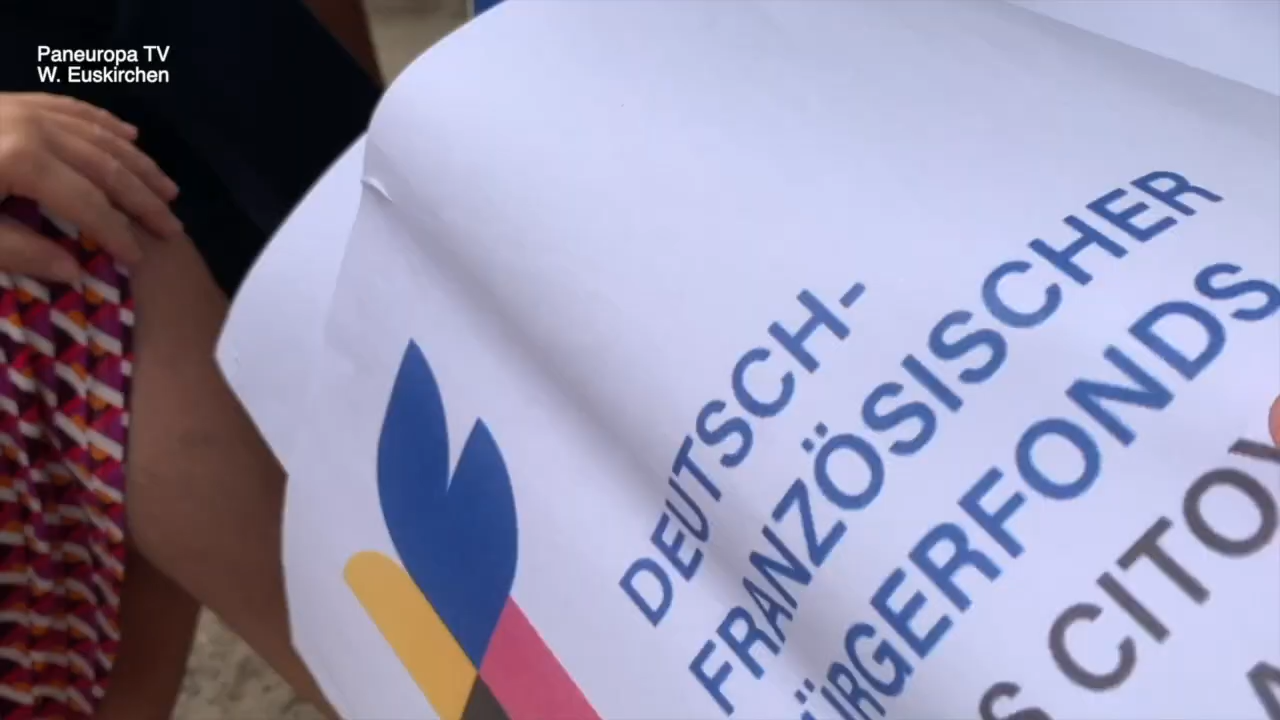 Paneuropa TV
W. Euskirchen
DEUTSCH-
FRANZÖSISCHER
ÜRGERFONDS
S CITOY